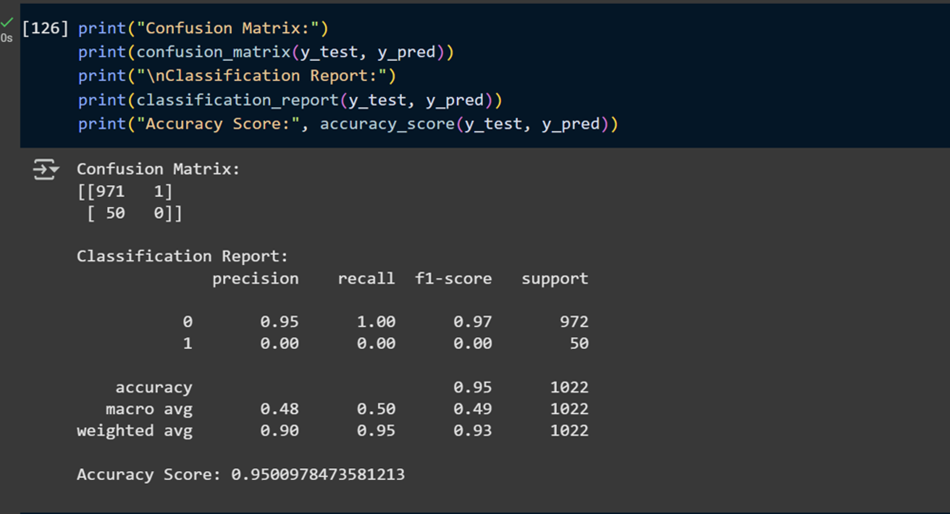 [126] print("Confusion Matrix:")
print(confusion_matrix(y_test, y_pred))
print("\nClassification Report:")
print(classification_report(y_test, y_pred))
print("Accuracy Score:", accuracy_score(y_test, y_pred))
0s
Confusion Matrix:
[[971   1]
 [ 50   0]]
Classification Report:
              precision    recall  f1-score   support
           0       0.95      1.00      0.97       972
           1       0.00      0.00      0.00        50
    accuracy                           0.95      1022
   macro avg       0.48      0.50      0.49      1022
weighted avg       0.90      0.95      0.93      1022
Accuracy Score: 0.9500978473581213